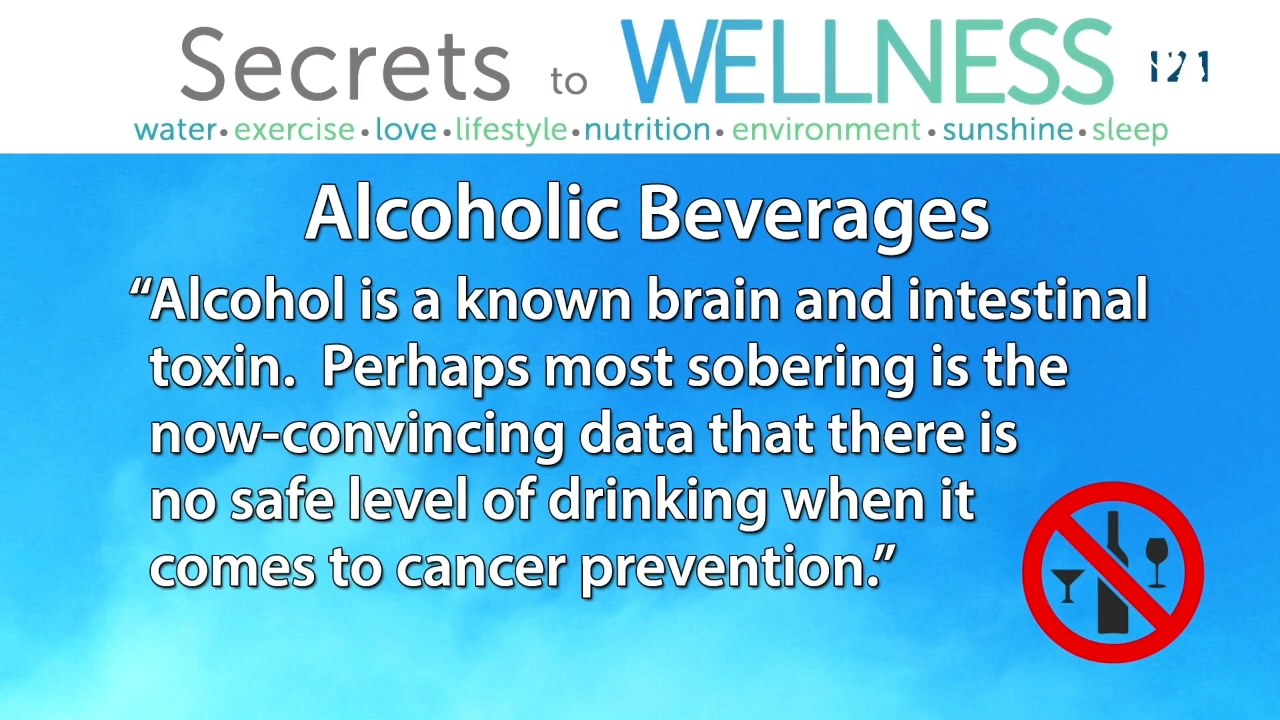 Secrets to WELLNESS
water • exercise • love • lifestyle • nutrition • environment • sunshine • sleep
Alcoholic Beverages
“Alcohol is a known brain and intestinal
toxin.  Perhaps most sobering is the
now-convincing data that there is
no safe level of drinking when it
comes to cancer prevention.”